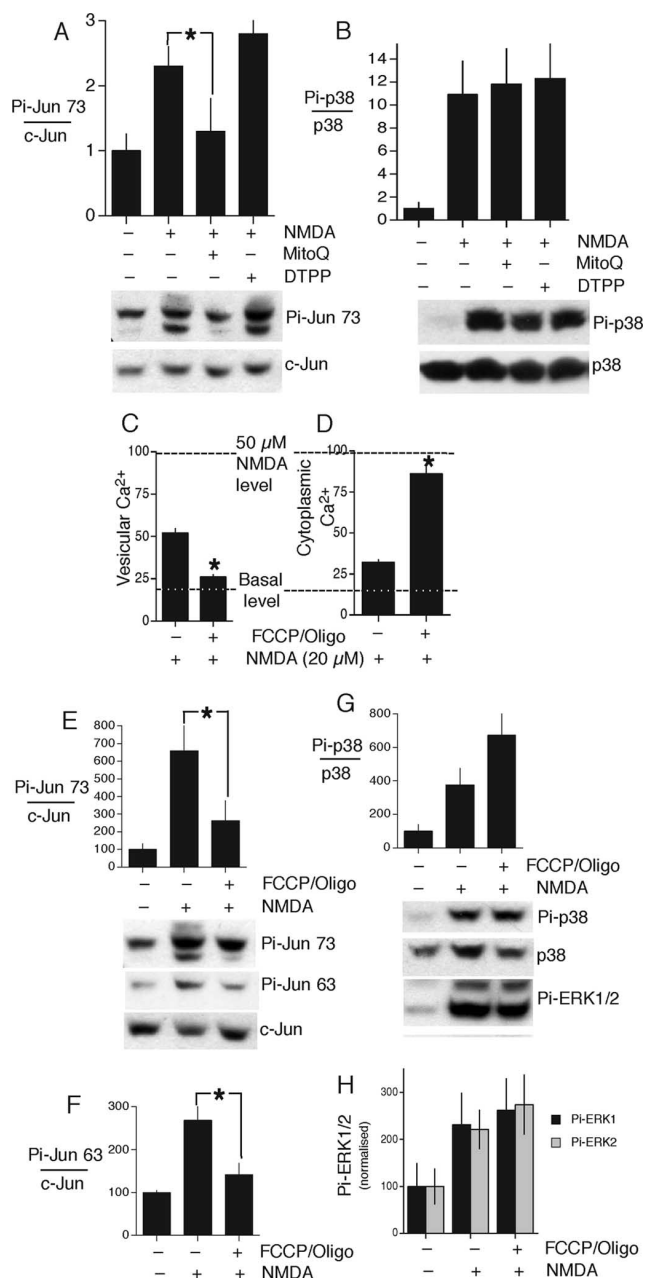 A
Pi-Jun 73
c-Jun
3
2
1
0
*
− + + + NMDA
− − + − MitoQ
− − − + DTPP
Pi-Jun 73
c-Jun
B
Pi-p38
p38
14
12
10
8
6
4
2
0
− + + + NMDA
− − + − MitoQ
− − − + DTPP
Pi-p38
p38
C
Vesicular Ca2+
100
75
50
25
0
*
50 µM
NMDA
level
Basal
level
D
Cytoplasmic
Ca2+
100
75
50
25
0
*
− + FCCP/Oligo − +
+ + NMDA (20 µM) + +
E
Pi-Jun 73
c-Jun
800
700
600
500
400
300
200
100
0
*
− − + FCCP/Oligo
− + + NMDA
Pi-Jun 73
Pi-Jun 63
c-Jun
G
Pi-p38
p38
800
600
400
200
0
− − + FCCP/Oligo
− + + NMDA
Pi-p38
p38
Pi-ERK1/2
F
Pi-Jun 63
c-Jun
300
200
100
0
*
− − + FCCP/Oligo
− + + NMDA
H
Pi-ERK1/2
(normalised)
300
200
100
0
Pi-ERK1
Pi-ERK2
− − + FCCP/Oligo
− + + NMDA